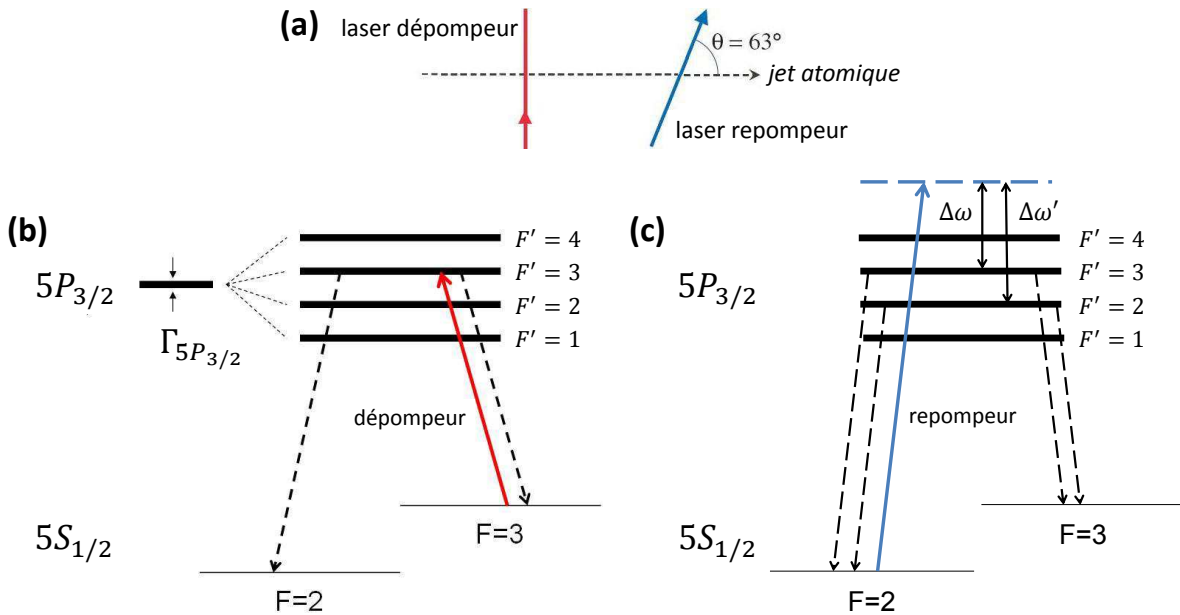 (a)
laser dépompeur
θ = 63°
jet atomique
laser repompeur
(b)
5P3/2
Γ5P3/2
F′ = 4
F′ = 3
F′ = 2
F′ = 1
dépompeur
F=3
5S1/2
F=2
(c)
Δω
Δω′
5P3/2
F′ = 4
F′ = 3
F′ = 2
F′ = 1
repompeur
F=3
5S1/2
F=2